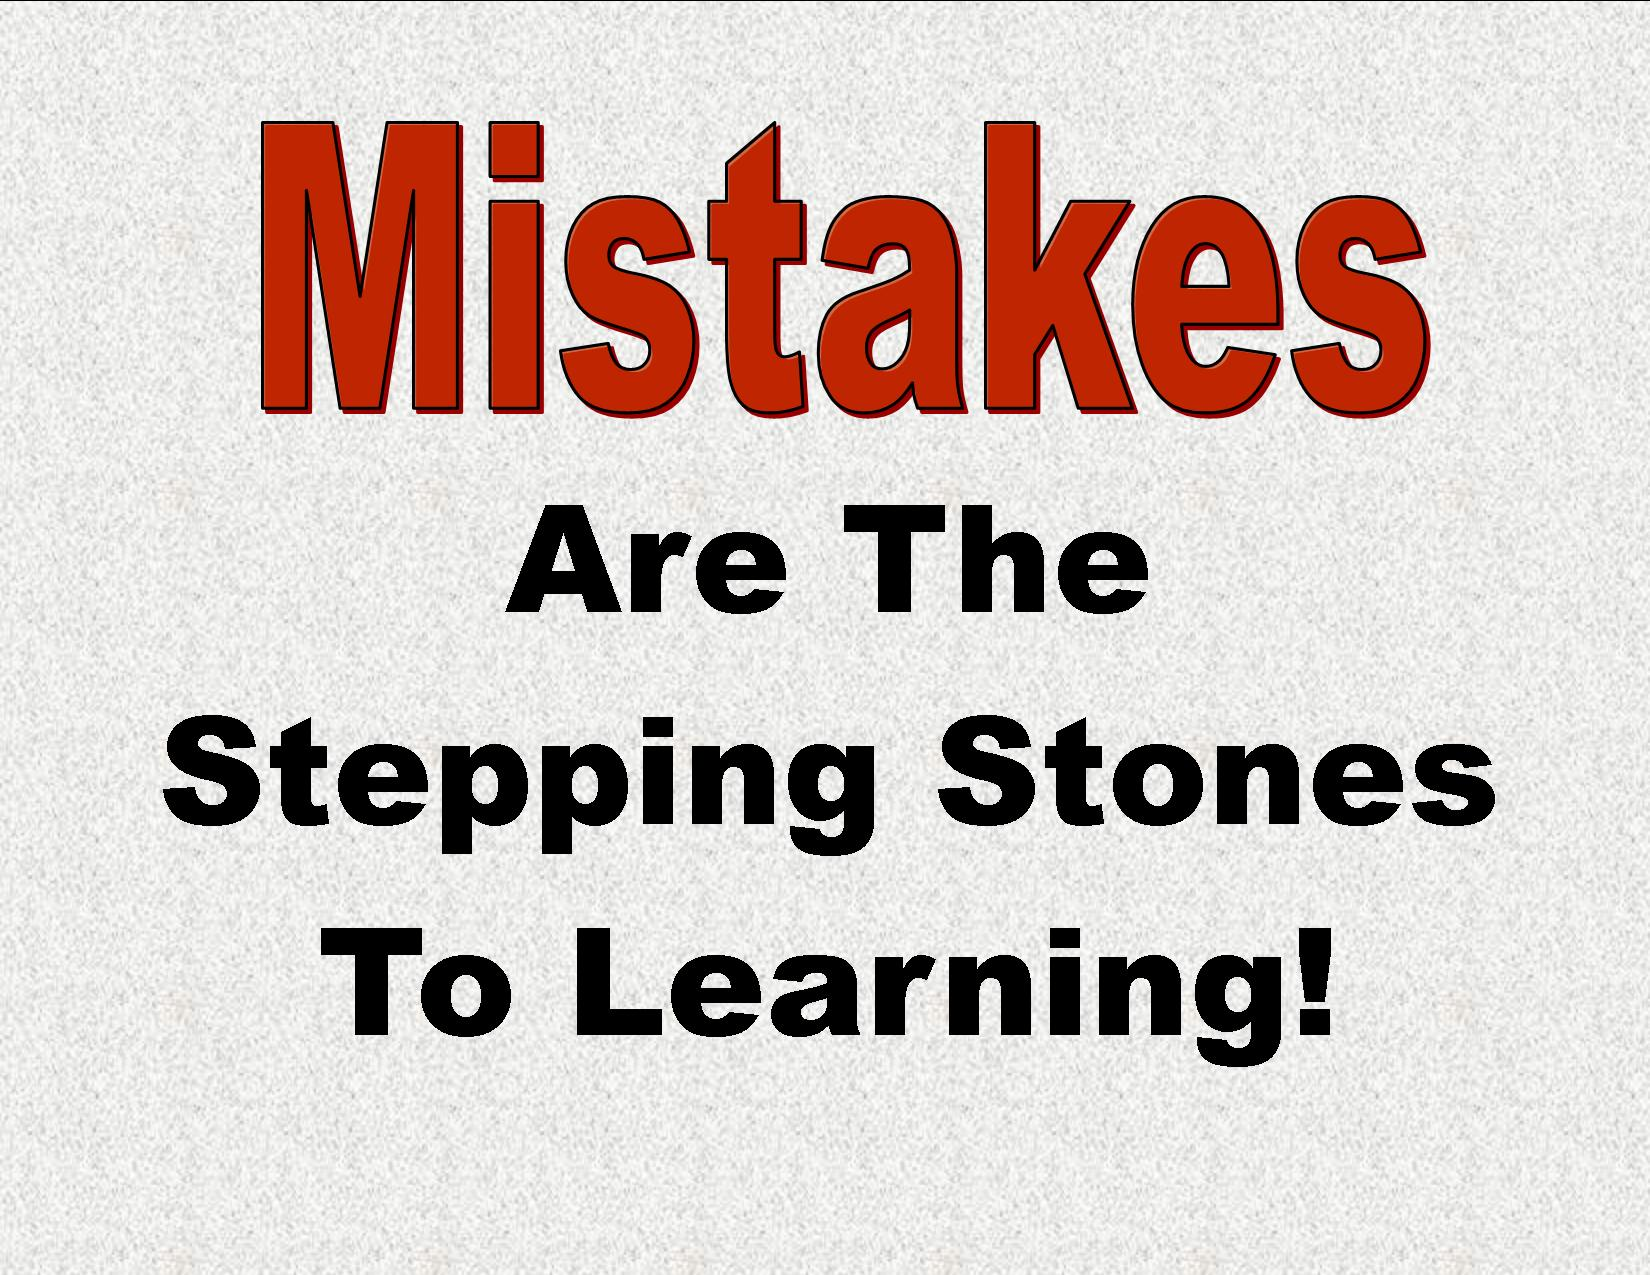 Mistakes
Are The
Stepping Stones
To Learning!